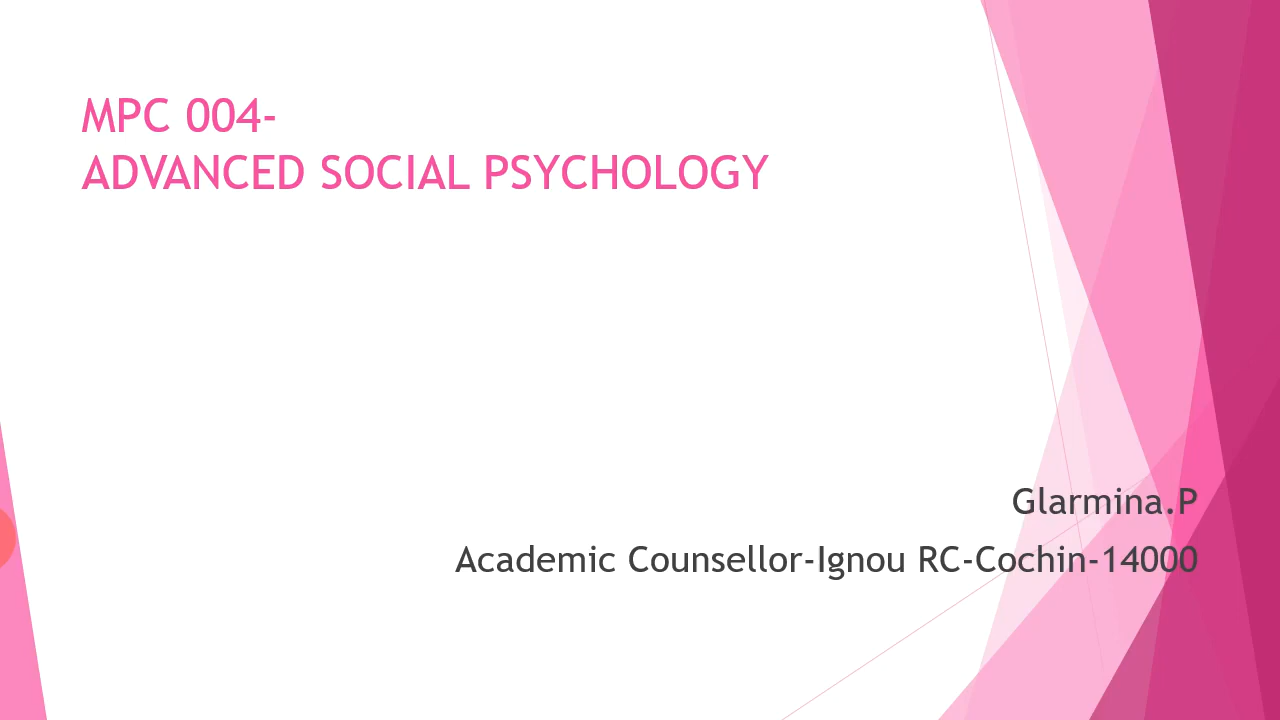 MPC 004-
ADVANCED SOCIAL PSYCHOLOGY
Glarmina.P
Academic Counsellor-Ignou RC-Cochin-14000